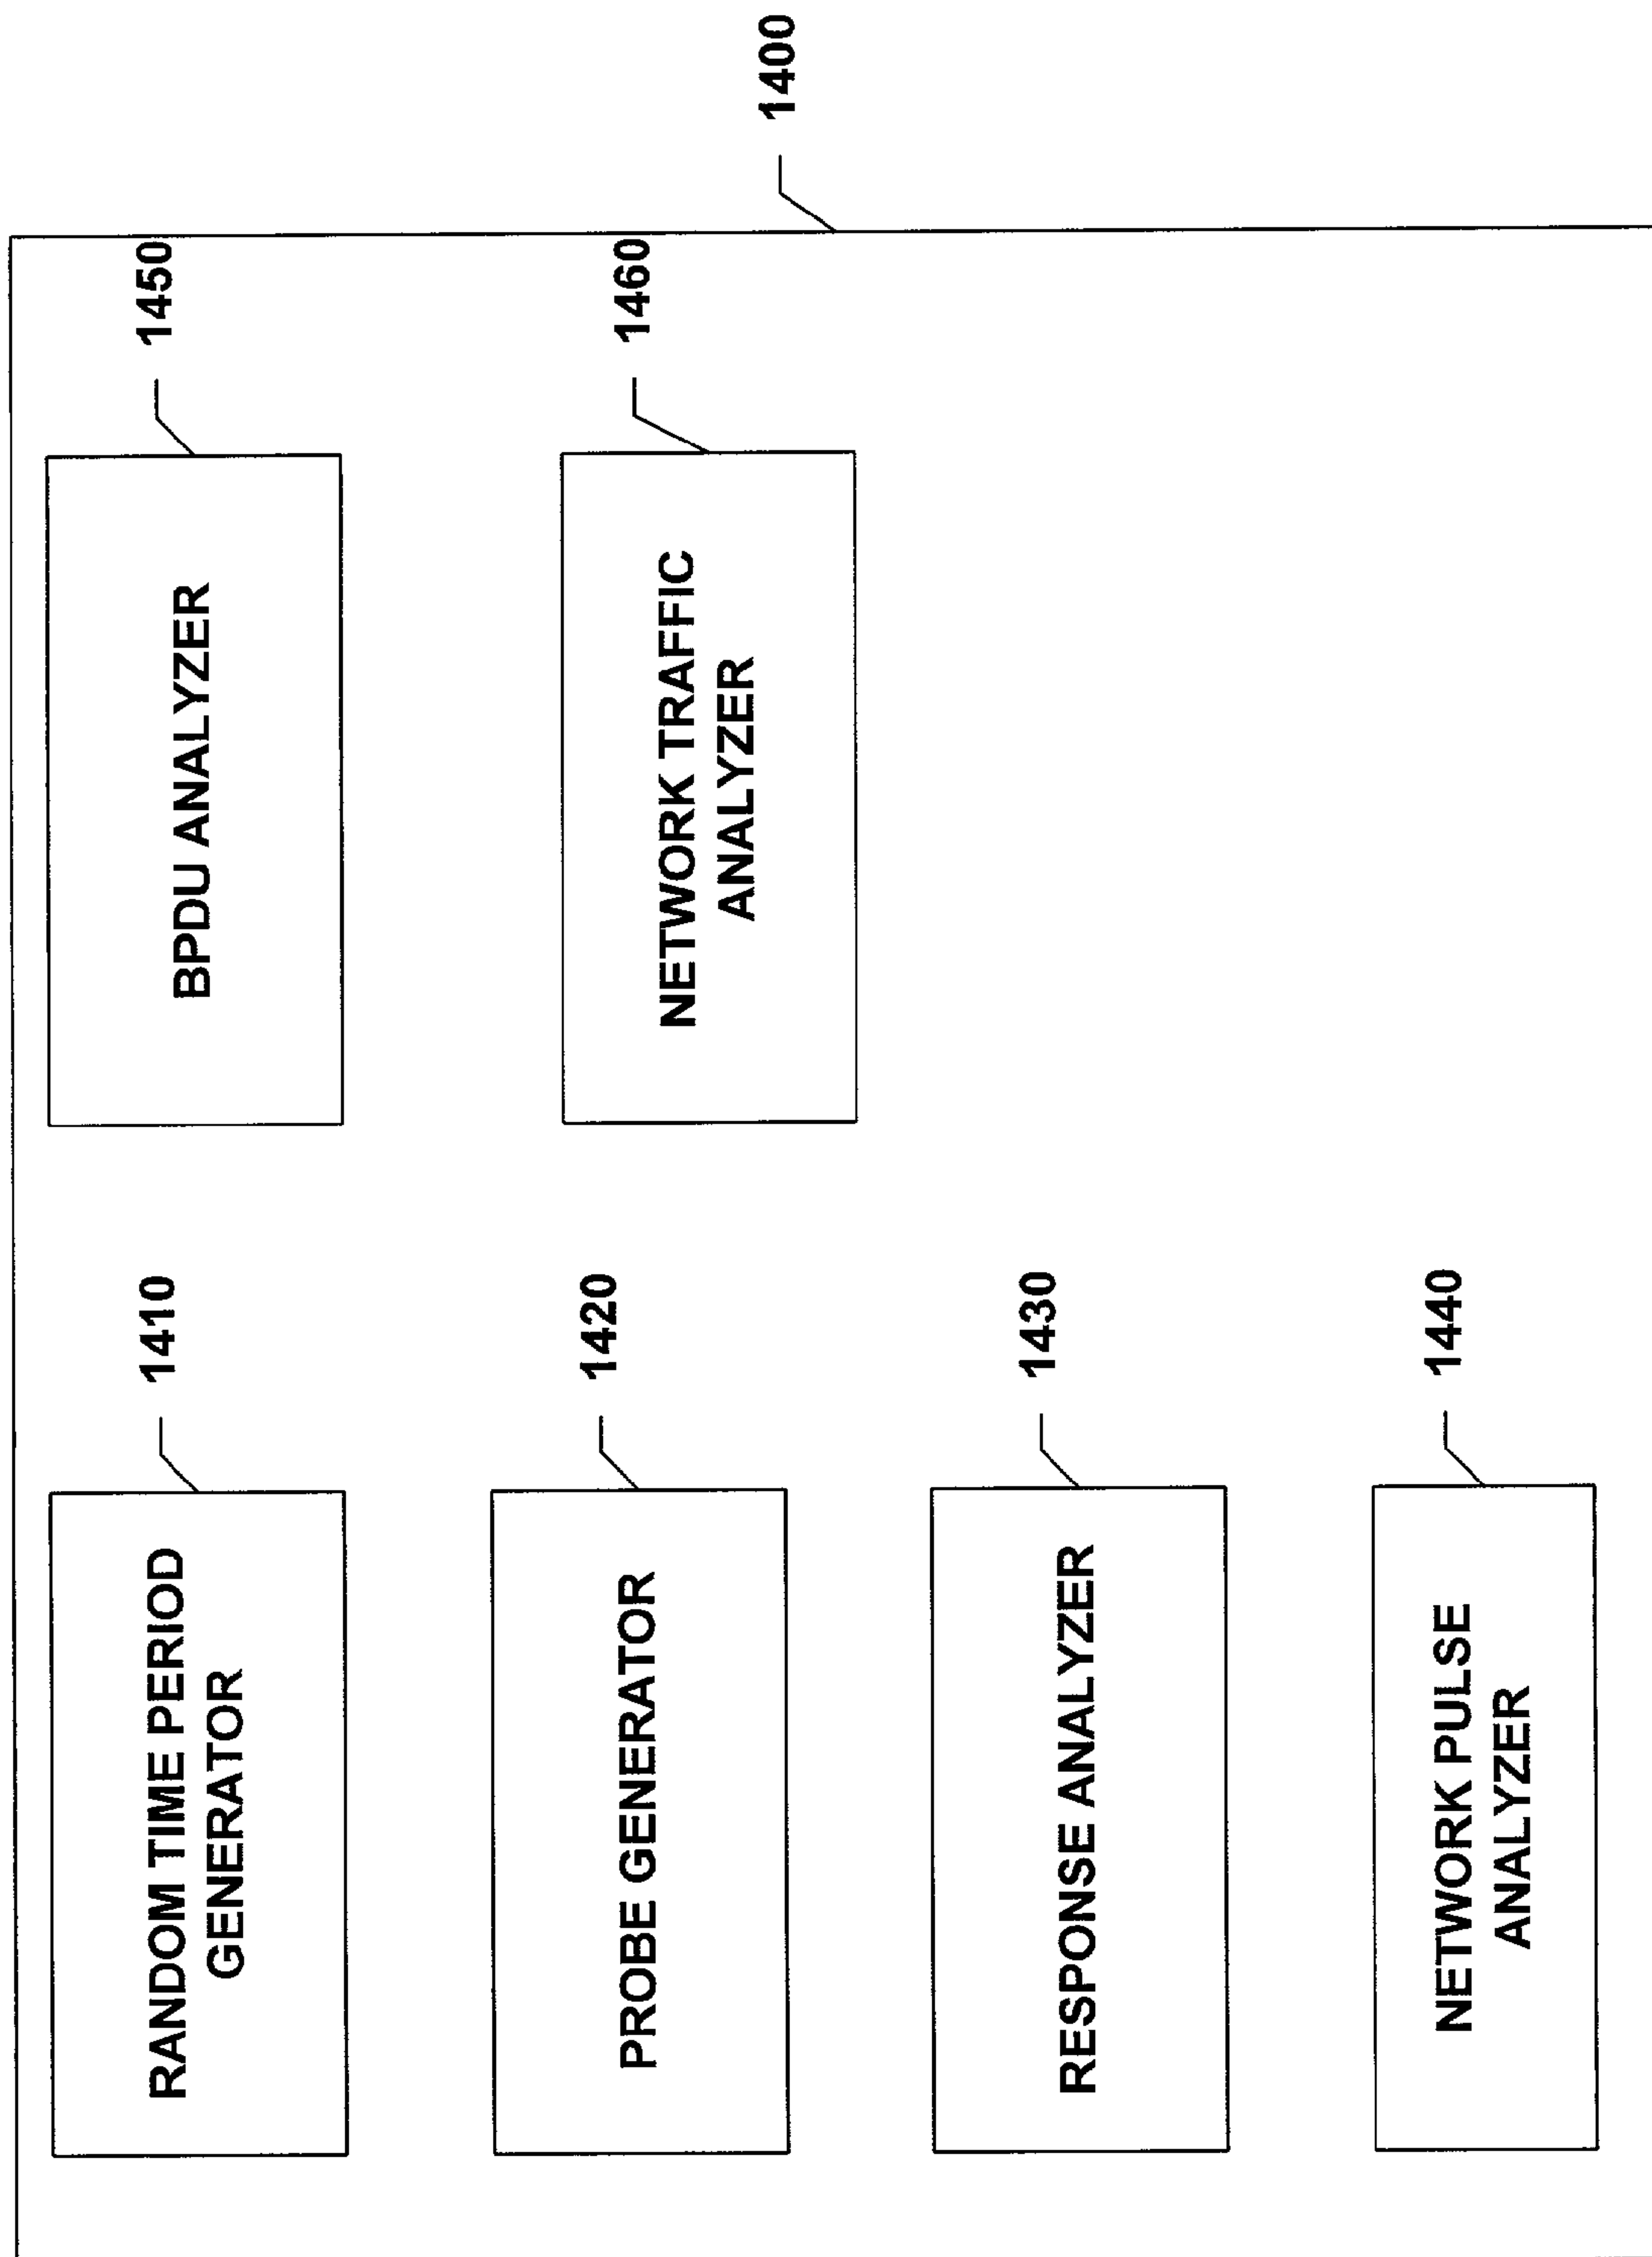 RANDOM TIME PERIOD
GENERATOR
1410
PROBE GENERATOR
1420
RESPONSE ANALYZER
1430
NETWORK PULSE
ANALYZER
1440
BPDU ANALYZER
1450
NETWORK TRAFFIC
ANALYZER
1460
1400